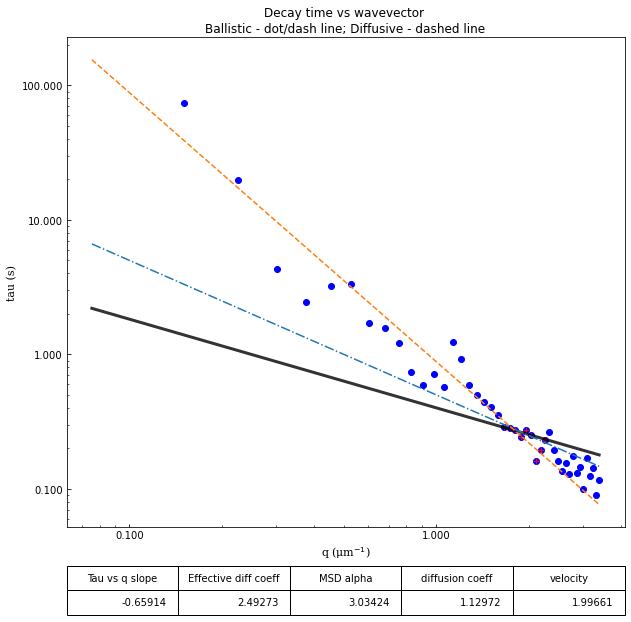 Decay time vs wavevector
Ballistic - dot/dash line; Diffusive - dashed line
100.000
10.000
1.000
0.100
tau (s)
0.100 1.000
q (μm⁻¹)
Tau vs q slope Effective diff coeff MSD alpha diffusion coeff velocity
-0.65914 2.49273 3.03424 1.12972 1.99661